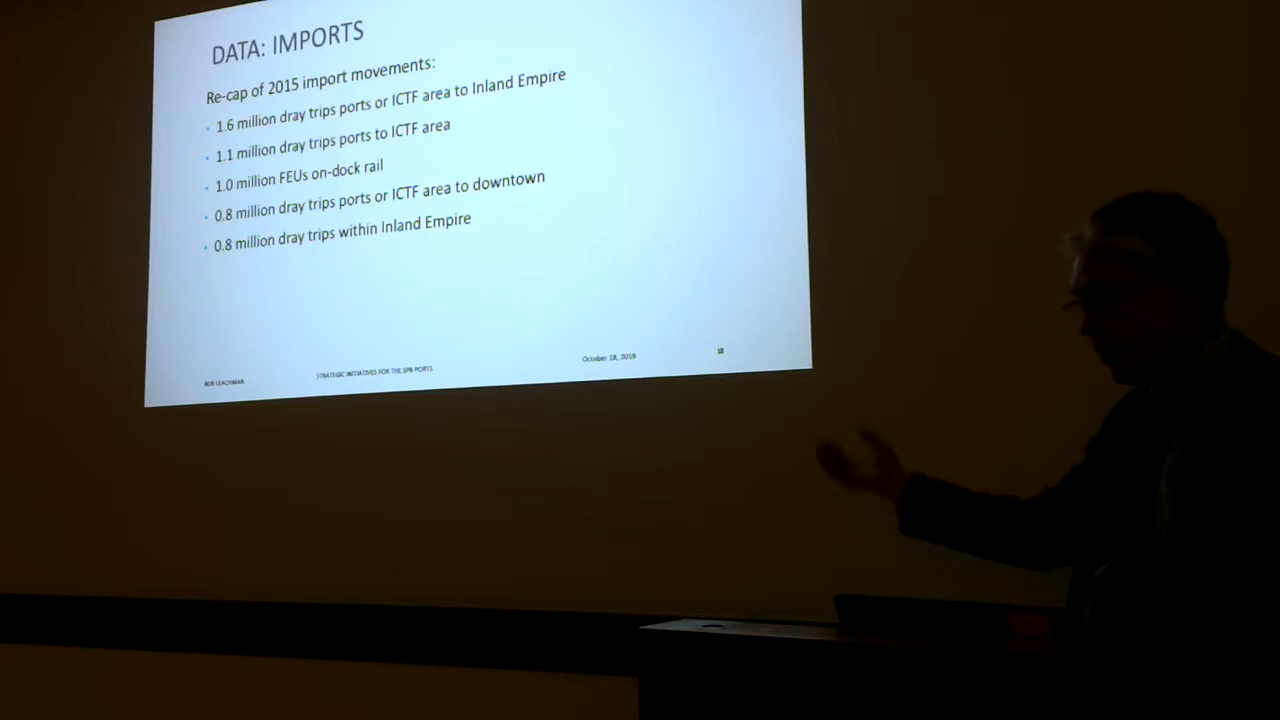 DATA: IMPORTS
Re-cap of 2015 import movements:
• 1.6 million dray trips ports or ICTF area to Inland Empire
• 1.1 million dray trips ports to ICTF area
• 1.0 million FEUs on-dock rail
• 0.8 million dray trips ports or ICTF area to downtown
• 0.8 million dray trips within Inland Empire
BOB LEACHMAN
STRATEGIC INITIATIVES FOR THE SPB PORTS
October 18, 2019
18